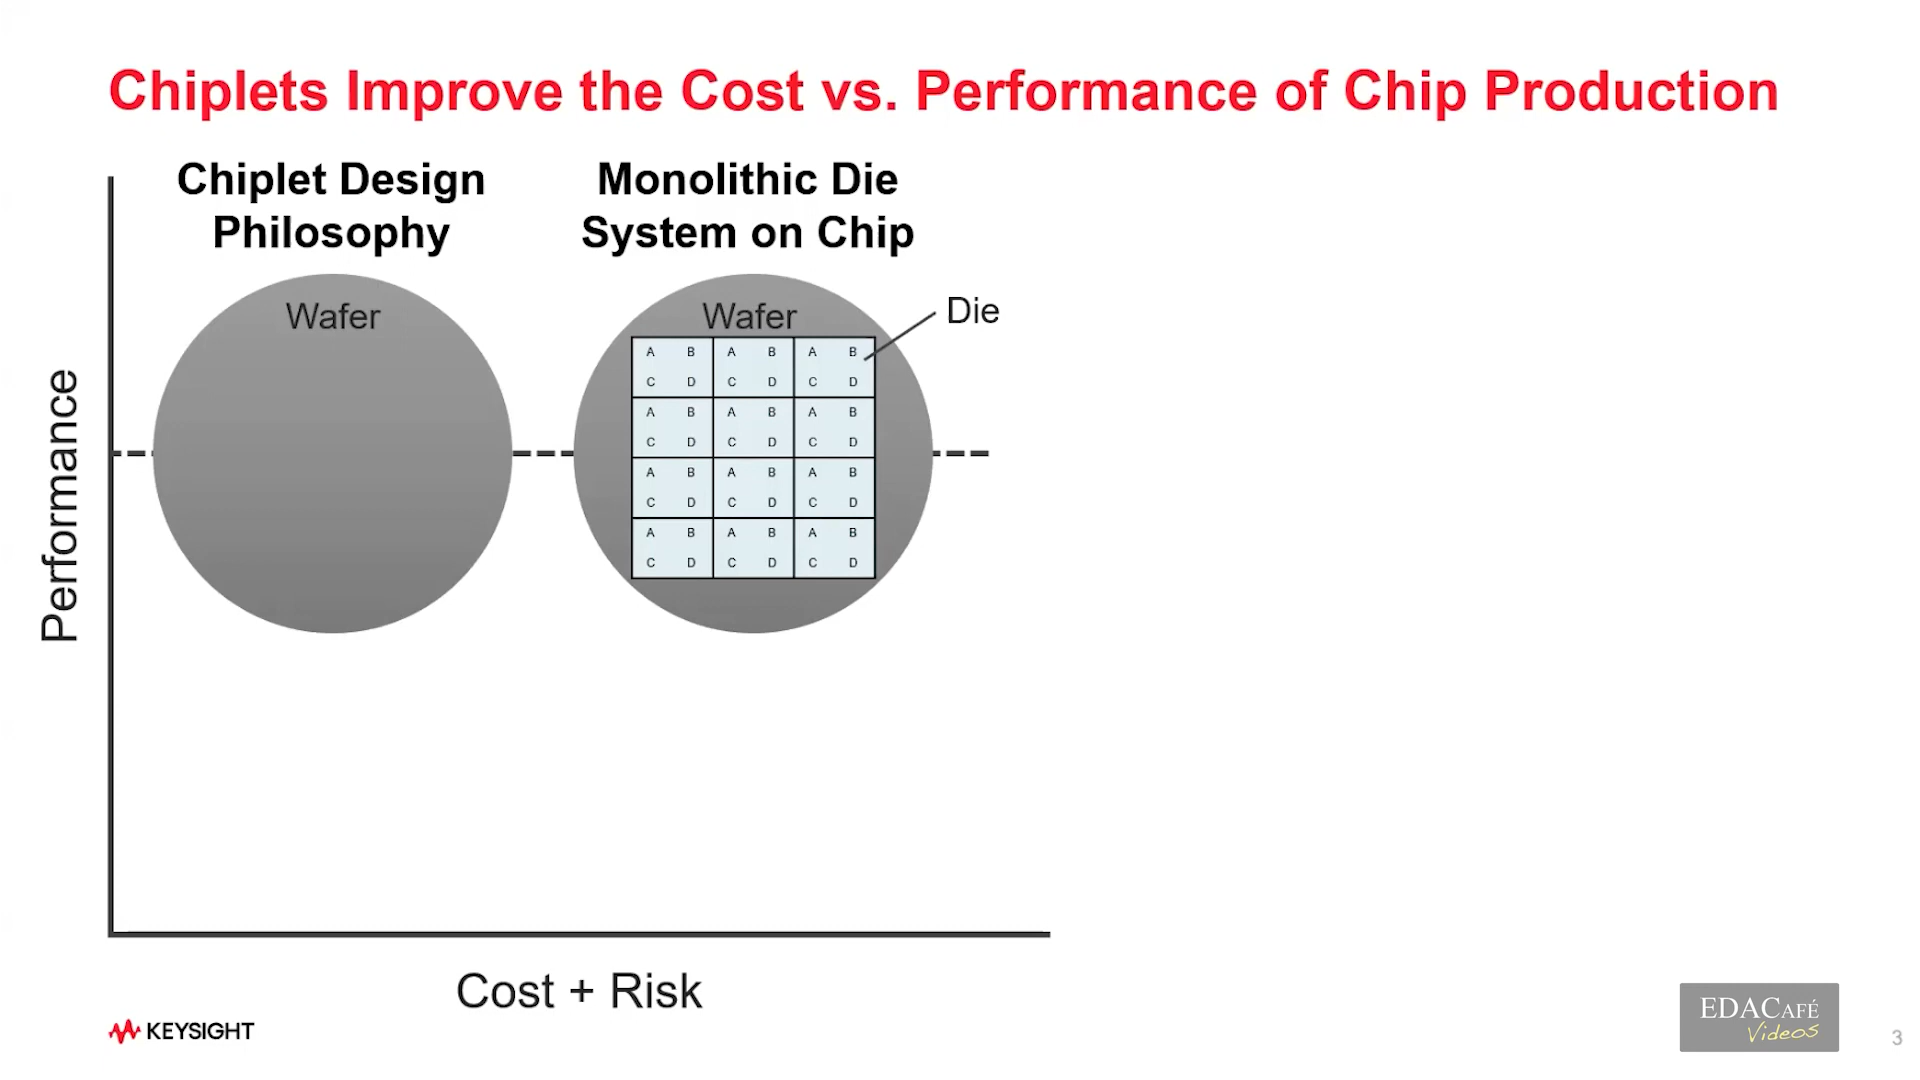 Chiplets Improve the Cost vs. Performance of Chip Production
Chiplet Design
Philosophy
Monolithic Die
System on Chip
Wafer
Wafer
Die
A B A B A B
C D C D C D
A B A B A B
C D C D C D
A B A B A B
C D C D C D
A B A B A B
C D C D C D
Performance
Cost + Risk
KEYSIGHT
EDACAFÉ
Videos
3